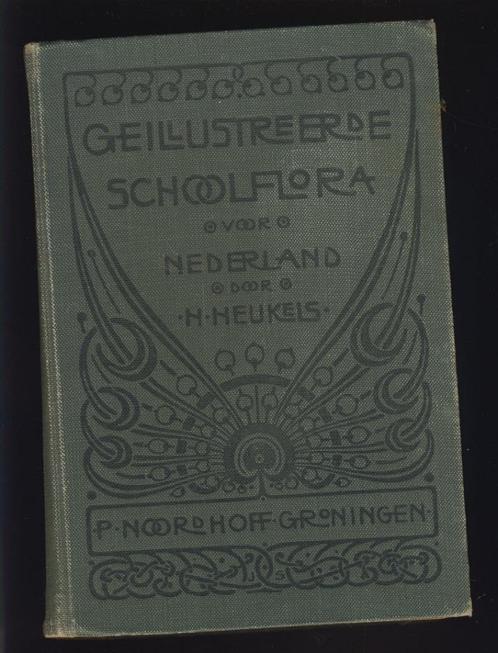 GEILLUSTREERDE
SCHOOLFLORA
VOOR
NEDERLAND
DOOR
·H·HEUKELS·
P·NOORDHOFF·GRONINGEN·